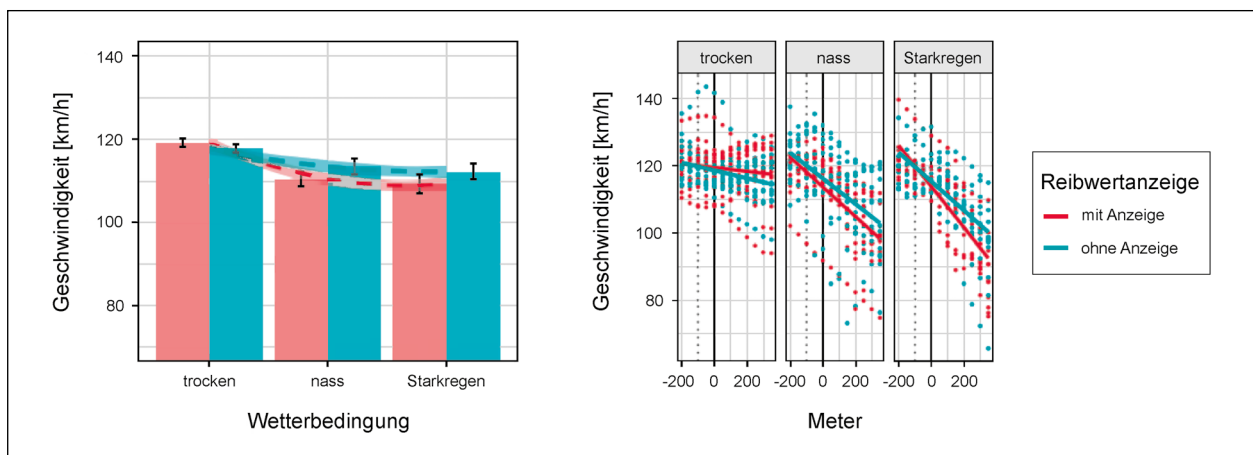 140
120
100
80
Geschwindigkeit [km/h]
trocken
nass
Starkregen
Wetterbedingung
trocken
nass
Starkregen
140
120
100
80
Geschwindigkeit [km/h]
-200 0 200
-200 0 200
-200 0 200
Meter
Reibwertanzeige
mit Anzeige
ohne Anzeige